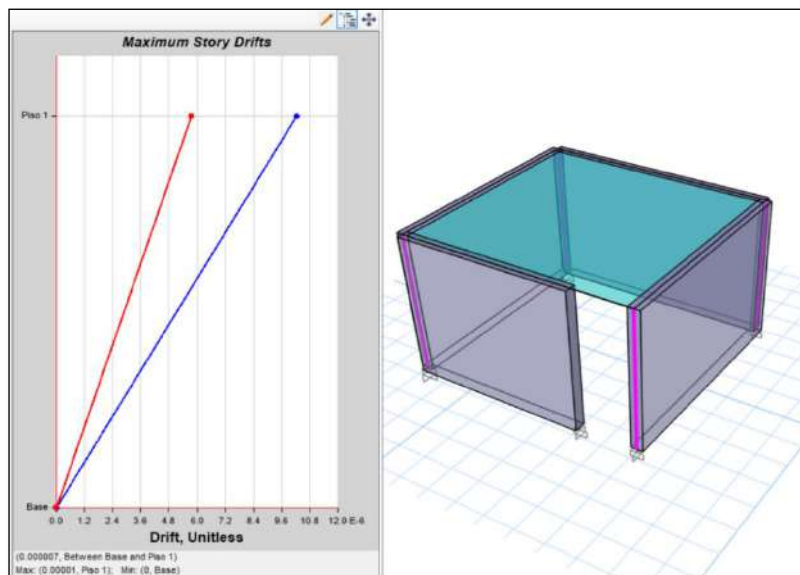 Maximum Story Drifts
Piso 1
Base
0.0 1.2 2.4 3.6 4.8 6.0 7.2 8.4 9.6 10.8 12.0 E-6
Drift, Unitless
(0.000007, Between Base and Piso 1)
Max: (0.00001, Piso 1); Min: (0, Base)